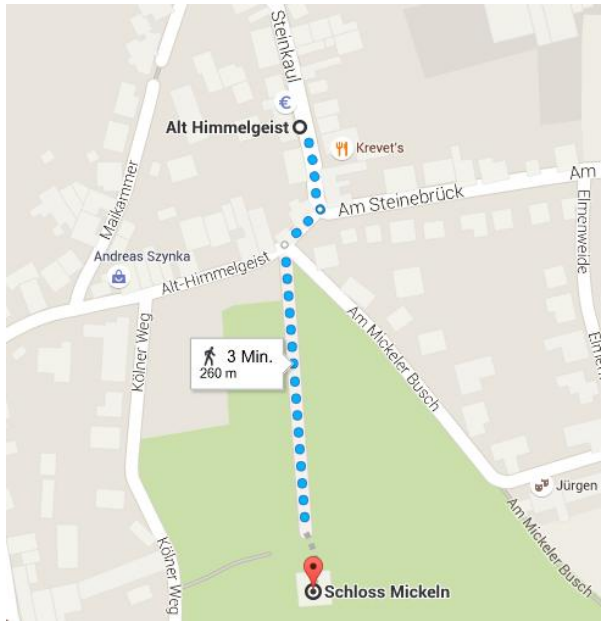 Steinkaul
€
Alt Himmelgeist
Krevet's
Am Steinebrück
Am
Maikammer
Elmenweide
Andreas Szynka
Alt-Himmelgeist
Kölner Weg
Am Mickeler Busch
3 Min.
260 m
Jürgen
Am Mickeler Busch
Kölner Weg
Schloss Mickeln